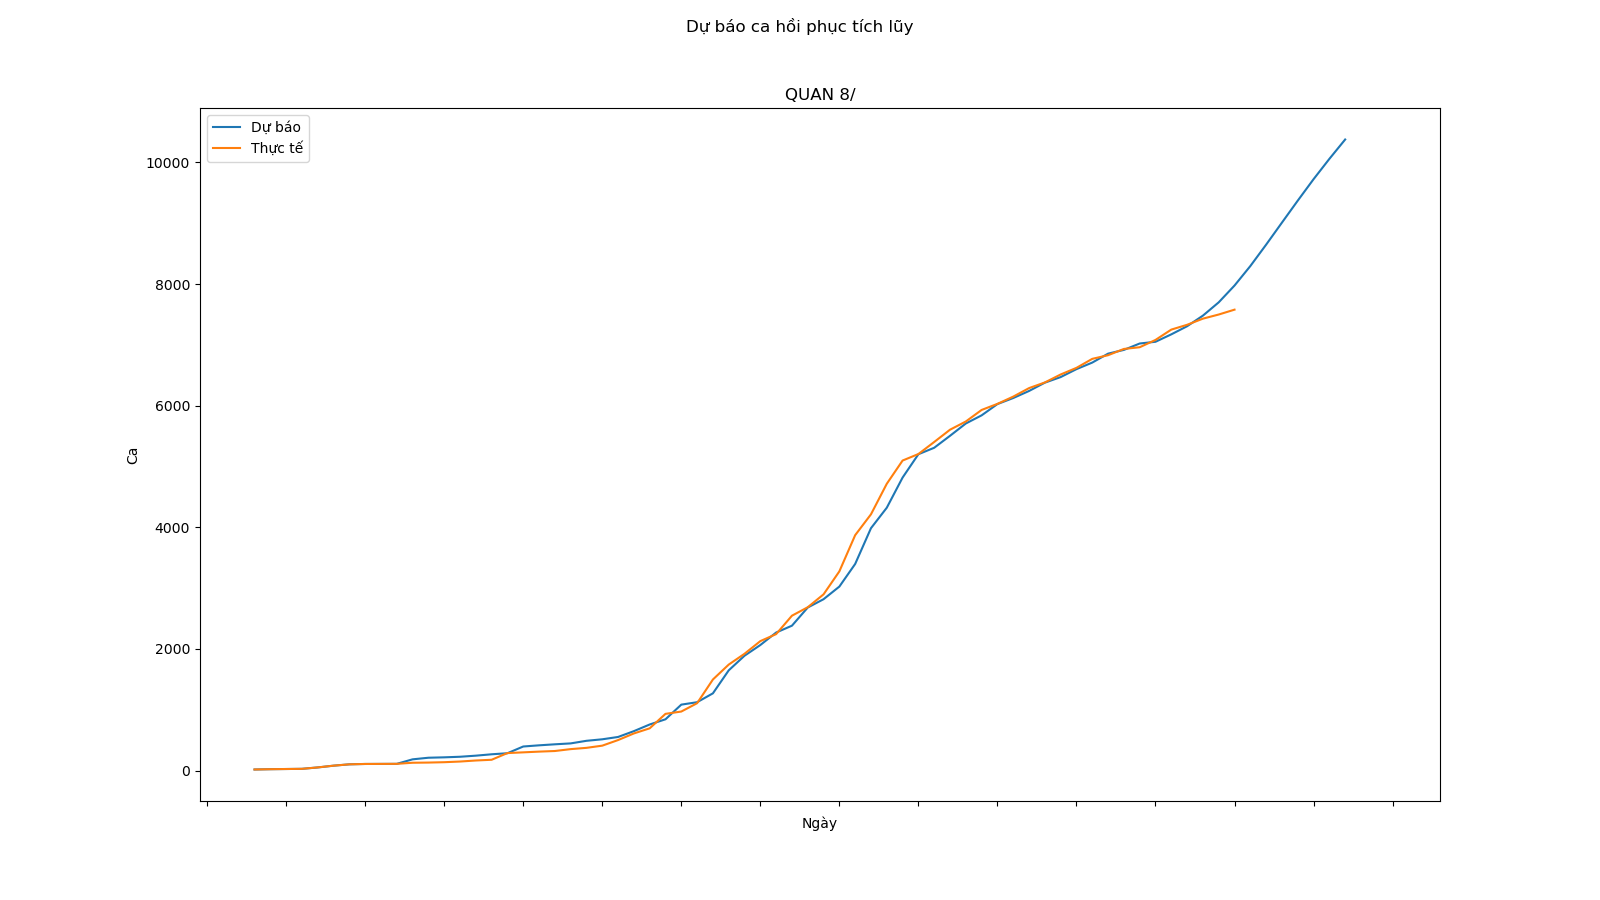 Dự báo ca hồi phục tích lũy
QUAN 8/
Dự báo
Thực tế
10000
8000
6000
4000
2000
0
Ca
Ngày